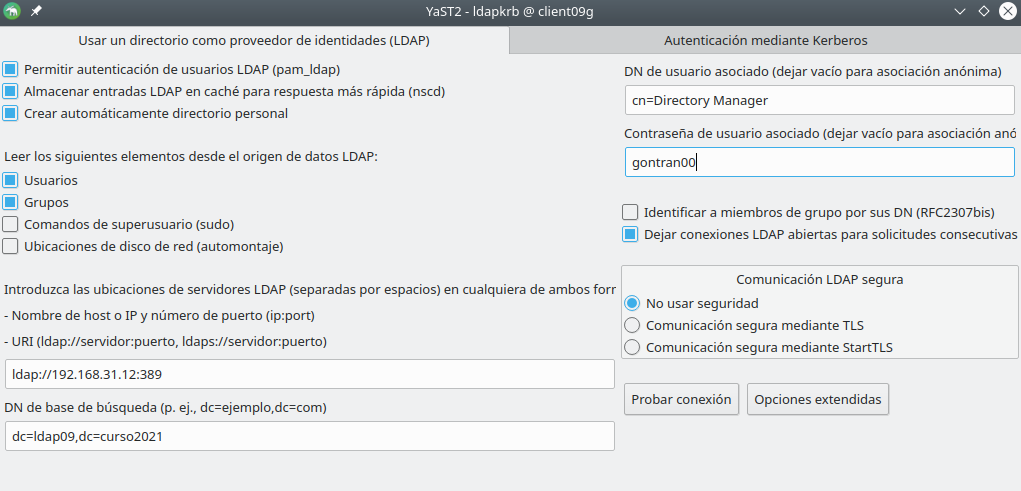 YaST2 - ldapkrb @ client09g
Usar un directorio como proveedor de identidades (LDAP)
Autenticación mediante Kerberos
Permitir autenticación de usuarios LDAP (pam_ldap)
Almacenar entradas LDAP en caché para respuesta más rápida (nscd)
Crear automáticamente directorio personal
Leer los siguientes elementos desde el origen de datos LDAP:
Usuarios
Grupos
Comandos de superusuario (sudo)
Ubicaciones de disco de red (automontaje)
Introduzca las ubicaciones de servidores LDAP (separadas por espacios) en cualquiera de ambos forr
- Nombre de host o IP y número de puerto (ip:port)
- URI (ldap://servidor:puerto, ldaps://servidor:puerto)
ldap://192.168.31.12:389
DN de base de búsqueda (p. ej., dc=ejemplo,dc=com)
dc=ldap09,dc=curso2021
DN de usuario asociado (dejar vacío para asociación anónima)
cn=Directory Manager
Contraseña de usuario asociado (dejar vacío para asociación anó
gontran00
Identificar a miembros de grupo por sus DN (RFC2307bis)
Dejar conexiones LDAP abiertas para solicitudes consecutivas
Comunicación LDAP segura
No usar seguridad
Comunicación segura mediante TLS
Comunicación segura mediante StartTLS
Probar conexión
Opciones extendidas